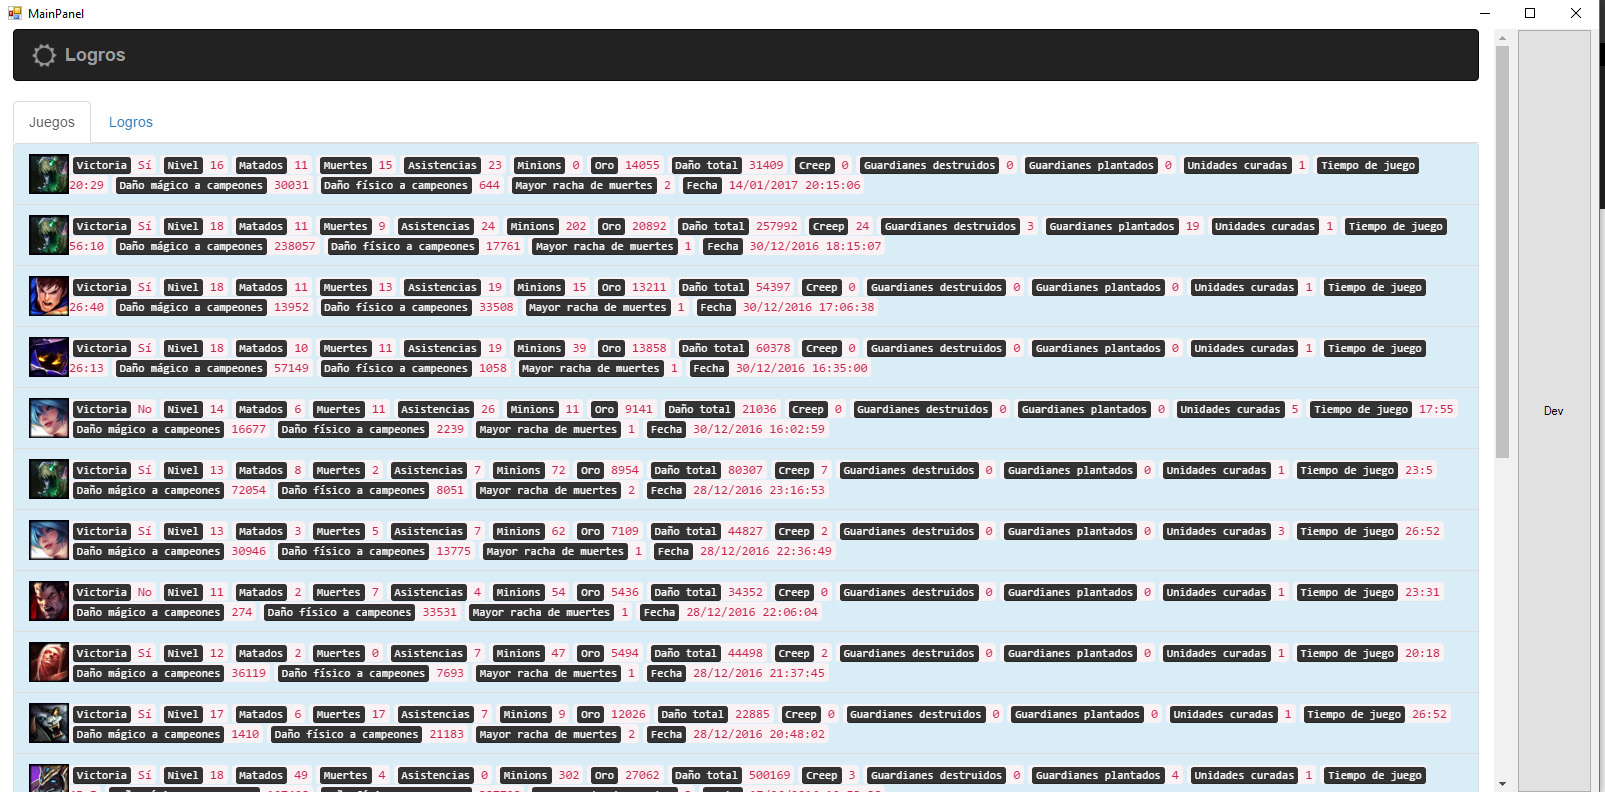 MainPanel
Logros
Juegos Logros
Victoria Sí Nivel 16 Matados 11 Muertes 15 Asistencias 23 Minions 0 Oro 14055 Daño total 31409 Creep 0 Guardianes destruidos 0 Guardianes plantados 0 Unidades curadas 1 Tiempo de juego
20:29 Daño mágico a campeones 30031 Daño físico a campeones 644 Mayor racha de muertes 2 Fecha 14/01/2017 20:15:06
Victoria Sí Nivel 18 Matados 11 Muertes 9 Asistencias 24 Minions 202 Oro 20892 Daño total 257992 Creep 24 Guardianes destruidos 3 Guardianes plantados 19 Unidades curadas 1 Tiempo de juego
56:10 Daño mágico a campeones 238057 Daño físico a campeones 17761 Mayor racha de muertes 1 Fecha 30/12/2016 18:15:07
Victoria Sí Nivel 18 Matados 11 Muertes 13 Asistencias 19 Minions 15 Oro 13211 Daño total 54397 Creep 0 Guardianes destruidos 0 Guardianes plantados 0 Unidades curadas 1 Tiempo de juego
26:40 Daño mágico a campeones 13952 Daño físico a campeones 33508 Mayor racha de muertes 1 Fecha 30/12/2016 17:06:38
Victoria Sí Nivel 18 Matados 10 Muertes 11 Asistencias 19 Minions 39 Oro 13858 Daño total 60378 Creep 0 Guardianes destruidos 0 Guardianes plantados 0 Unidades curadas 1 Tiempo de juego
26:13 Daño mágico a campeones 57149 Daño físico a campeones 1058 Mayor racha de muertes 1 Fecha 30/12/2016 16:35:00
Victoria No Nivel 14 Matados 6 Muertes 11 Asistencias 26 Minions 11 Oro 9141 Daño total 21036 Creep 0 Guardianes destruidos 0 Guardianes plantados 0 Unidades curadas 5 Tiempo de juego 17:55
Daño mágico a campeones 16677 Daño físico a campeones 2239 Mayor racha de muertes 1 Fecha 30/12/2016 16:02:59
Dev
Victoria Sí Nivel 13 Matados 8 Muertes 2 Asistencias 7 Minions 72 Oro 8954 Daño total 80307 Creep 7 Guardianes destruidos 0 Guardianes plantados 0 Unidades curadas 1 Tiempo de juego 23:5
Daño mágico a campeones 72054 Daño físico a campeones 8051 Mayor racha de muertes 2 Fecha 28/12/2016 23:16:53
Victoria Sí Nivel 13 Matados 3 Muertes 5 Asistencias 7 Minions 62 Oro 7109 Daño total 44827 Creep 2 Guardianes destruidos 0 Guardianes plantados 0 Unidades curadas 3 Tiempo de juego 26:52
Daño mágico a campeones 30946 Daño físico a campeones 13775 Mayor racha de muertes 1 Fecha 28/12/2016 22:36:49
Victoria No Nivel 11 Matados 2 Muertes 7 Asistencias 4 Minions 54 Oro 5436 Daño total 34352 Creep 0 Guardianes destruidos 0 Guardianes plantados 0 Unidades curadas 1 Tiempo de juego 23:31
Daño mágico a campeones 274 Daño físico a campeones 33531 Mayor racha de muertes 1 Fecha 28/12/2016 22:06:04
Victoria Sí Nivel 12 Matados 2 Muertes 0 Asistencias 7 Minions 47 Oro 5494 Daño total 44498 Creep 2 Guardianes destruidos 0 Guardianes plantados 0 Unidades curadas 1 Tiempo de juego 20:18
Daño mágico a campeones 36119 Daño físico a campeones 7693 Mayor racha de muertes 1 Fecha 28/12/2016 21:37:45
Victoria Sí Nivel 17 Matados 6 Muertes 17 Asistencias 7 Minions 9 Oro 12026 Daño total 22885 Creep 0 Guardianes destruidos 0 Guardianes plantados 0 Unidades curadas 1 Tiempo de juego 26:52
Daño mágico a campeones 1410 Daño físico a campeones 21183 Mayor racha de muertes 2 Fecha 28/12/2016 20:48:02
Victoria Sí Nivel 18 Matados 49 Muertes 4 Asistencias 0 Minions 302 Oro 27062 Daño total 500169 Creep 3 Guardianes destruidos 0 Guardianes plantados 4 Unidades curadas 1 Tiempo de juego